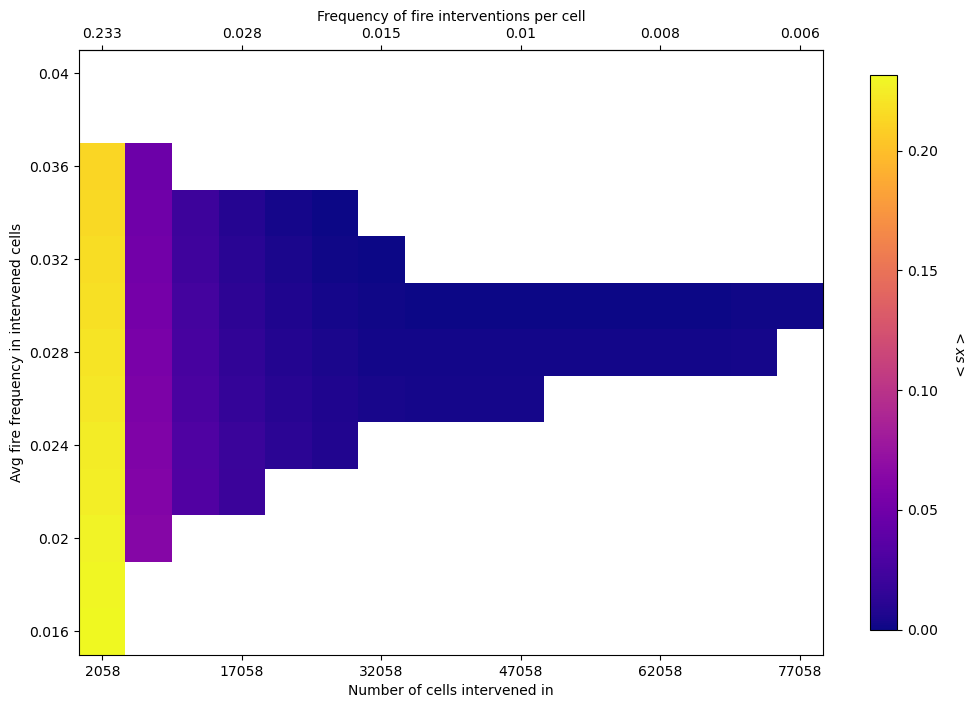 Frequency of fire interventions per cell
0.233 0.028 0.015 0.01 0.008 0.006
0.04
0.036
0.032
0.028
0.024
0.02
0.016
Avg fire frequency in intervened cells
2058 17058 32058 47058 62058 77058
Number of cells intervened in
0.20
0.15
0.10
0.05
0.00
< xs >